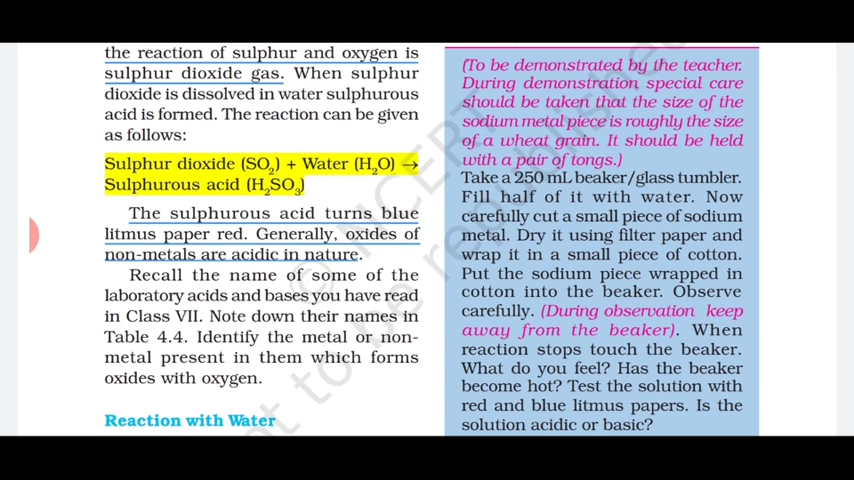 the reaction of sulphur and oxygen is
sulphur dioxide gas. When sulphur
dioxide is dissolved in water sulphurous
acid is formed. The reaction can be given
as follows:
Sulphur dioxide (SO₂) + Water (H₂O) →
Sulphurous acid (H₂SO₃)
The sulphurous acid turns blue
litmus paper red. Generally, oxides of
non-metals are acidic in nature.
Recall the name of some of the
laboratory acids and bases you have read
in Class VII. Note down their names in
Table 4.4. Identify the metal or non-
metal present in them which forms
oxides with oxygen.
Reaction with Water
(To be demonstrated by the teacher.
During demonstration special care
should be taken that the size of the
sodium metal piece is roughly the size
of a wheat grain. It should be held
with a pair of tongs.)
Take a 250 mL beaker/glass tumbler.
Fill half of it with water. Now
carefully cut a small piece of sodium
metal. Dry it using filter paper and
wrap it in a small piece of cotton.
Put the sodium piece wrapped in
cotton into the beaker. Observe
carefully. (During observation keep
away from the beaker). When
reaction stops touch the beaker.
What do you feel? Has the beaker
become hot? Test the solution with
red and blue litmus papers. Is the
solution acidic or basic?
© NCERT
not to be republished